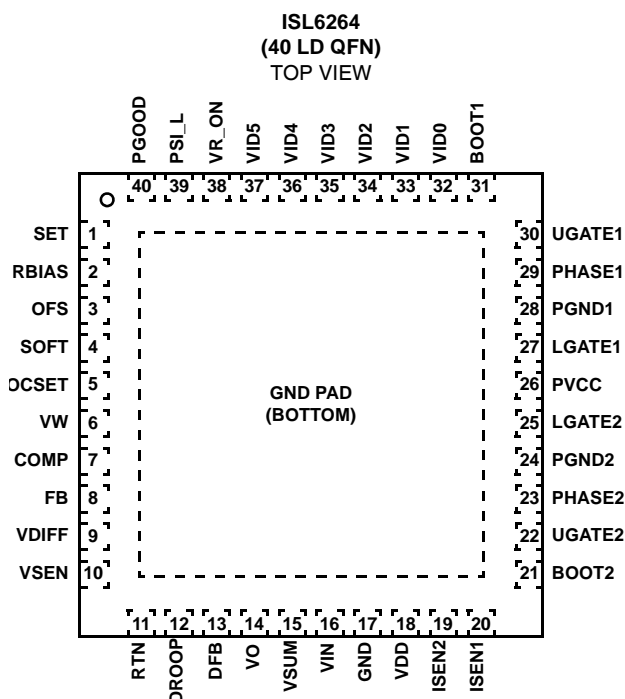 ISL6264
(40 LD QFN)
TOP VIEW
PGOOD
PSI_L
VR_ON
VID5
VID4
VID3
VID2
VID1
VID0
BOOT1
40 39 38 37 36 35 34 33 32 31
SET 1
RBIAS 2
OFS 3
SOFT 4
OCSET 5
VW 6
COMP 7
FB 8
VDIFF 9
VSEN 10
GND PAD
(BOTTOM)
30 UGATE1
29 PHASE1
28 PGND1
27 LGATE1
26 PVCC
25 LGATE2
24 PGND2
23 PHASE2
22 UGATE2
21 BOOT2
11 12 13 14 15 16 17 18 19 20
RTN
DROOP
DFB
VO
VSUM
VIN
GND
VDD
ISEN2
ISEN1